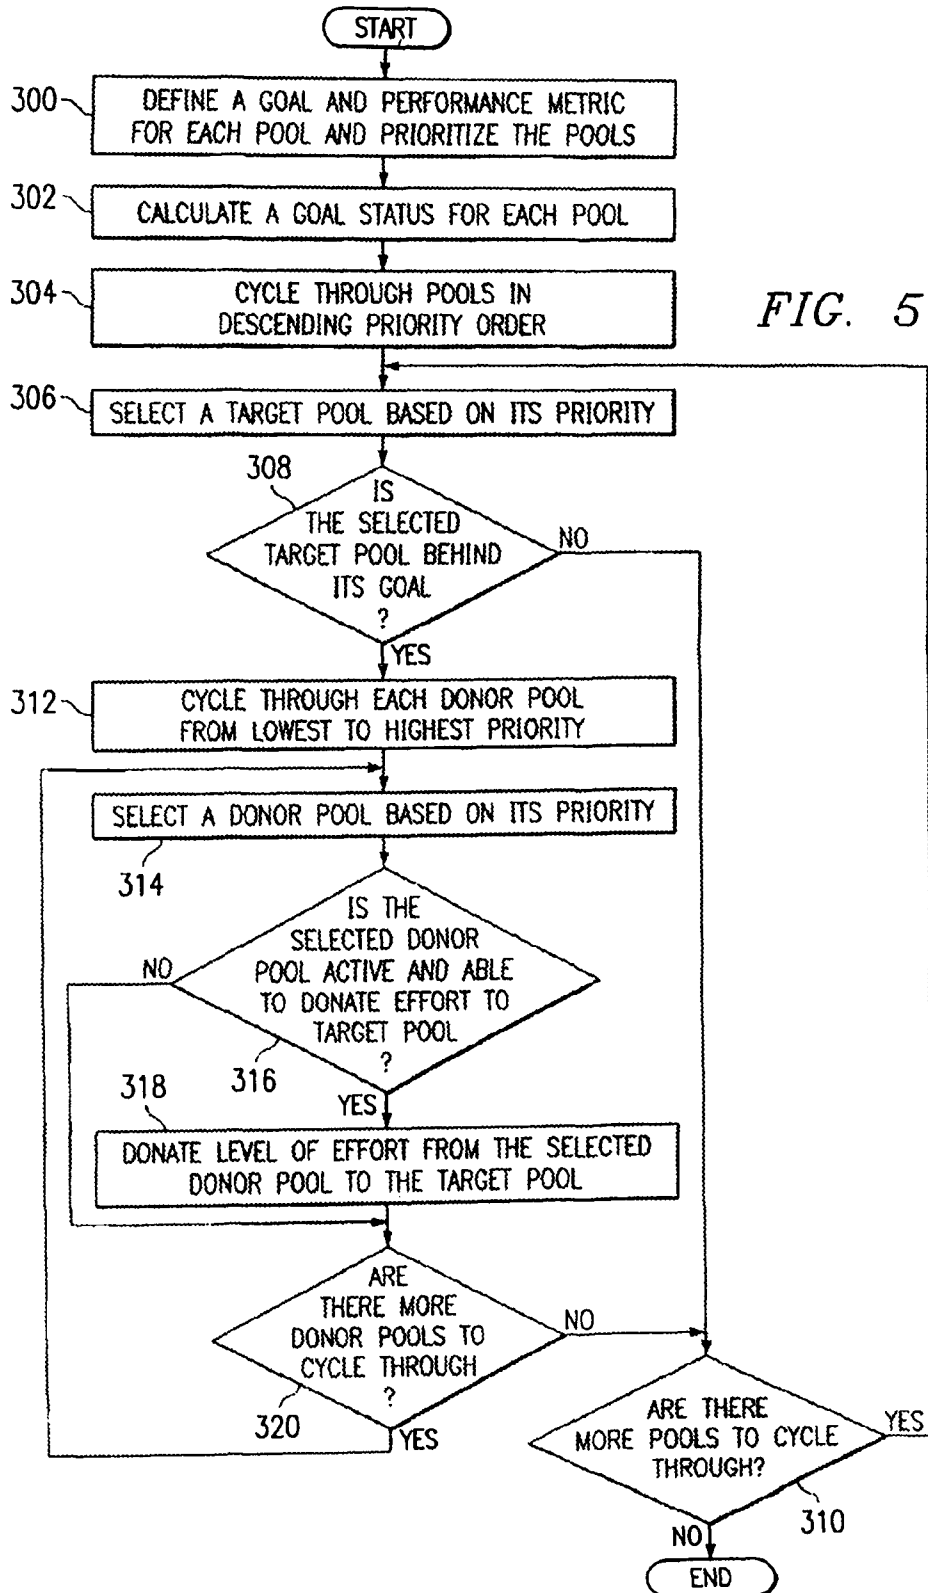 START
300
DEFINE A GOAL AND PERFORMANCE METRIC
FOR EACH POOL AND PRIORITIZE THE POOLS
302
CALCULATE A GOAL STATUS FOR EACH POOL
304
CYCLE THROUGH POOLS IN
DESCENDING PRIORITY ORDER
FIG. 5
306
SELECT A TARGET POOL BASED ON ITS PRIORITY
308
IS
THE SELECTED
TARGET POOL BEHIND
ITS GOAL
?
NO
YES
312
CYCLE THROUGH EACH DONOR POOL
FROM LOWEST TO HIGHEST PRIORITY
SELECT A DONOR POOL BASED ON ITS PRIORITY
314
IS THE
SELECTED DONOR
POOL ACTIVE AND ABLE
TO DONATE EFFORT TO
TARGET POOL
?
NO
316
YES
318
DONATE LEVEL OF EFFORT FROM THE SELECTED
DONOR POOL TO THE TARGET POOL
ARE
THERE MORE
DONOR POOLS TO
CYCLE THROUGH
?
NO
320
YES
ARE THERE
MORE POOLS TO CYCLE
THROUGH?
YES
310
NO
END